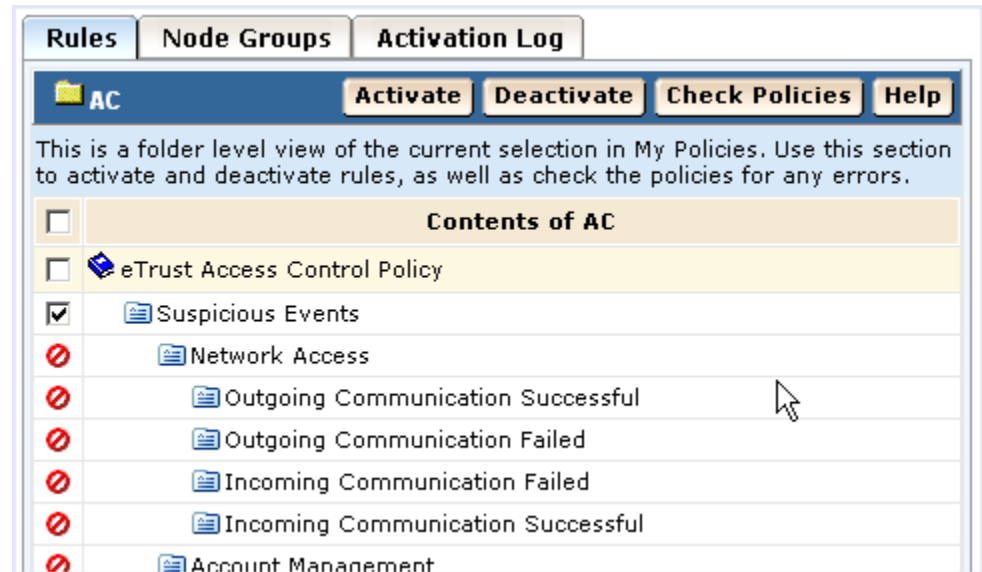 Rules Node Groups Activation Log
AC Activate Deactivate Check Policies Help
This is a folder level view of the current selection in My Policies. Use this section
to activate and deactivate rules, as well as check the policies for any errors.
Contents of AC
eTrust Access Control Policy
Suspicious Events
Network Access
Outgoing Communication Successful
Outgoing Communication Failed
Incoming Communication Failed
Incoming Communication Successful
Account Management